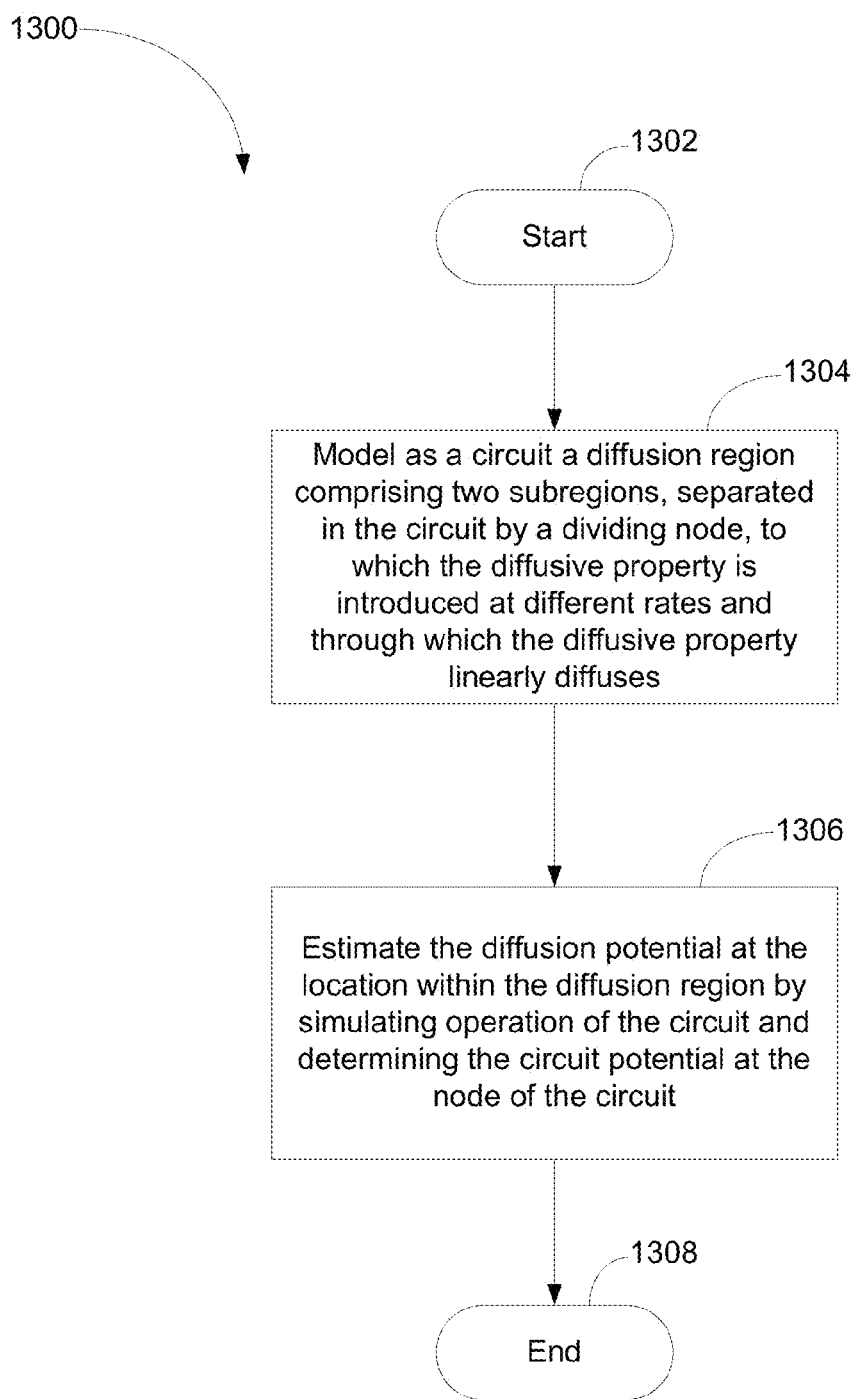 1300
1302
Start
1304
Model as a circuit a diffusion region
comprising two subregions, separated
in the circuit by a dividing node, to
which the diffusive property is
introduced at different rates and
through which the diffusive property
linearly diffuses
1306
Estimate the diffusion potential at the
location within the diffusion region by
simulating operation of the circuit and
determining the circuit potential at the
node of the circuit
1308
End